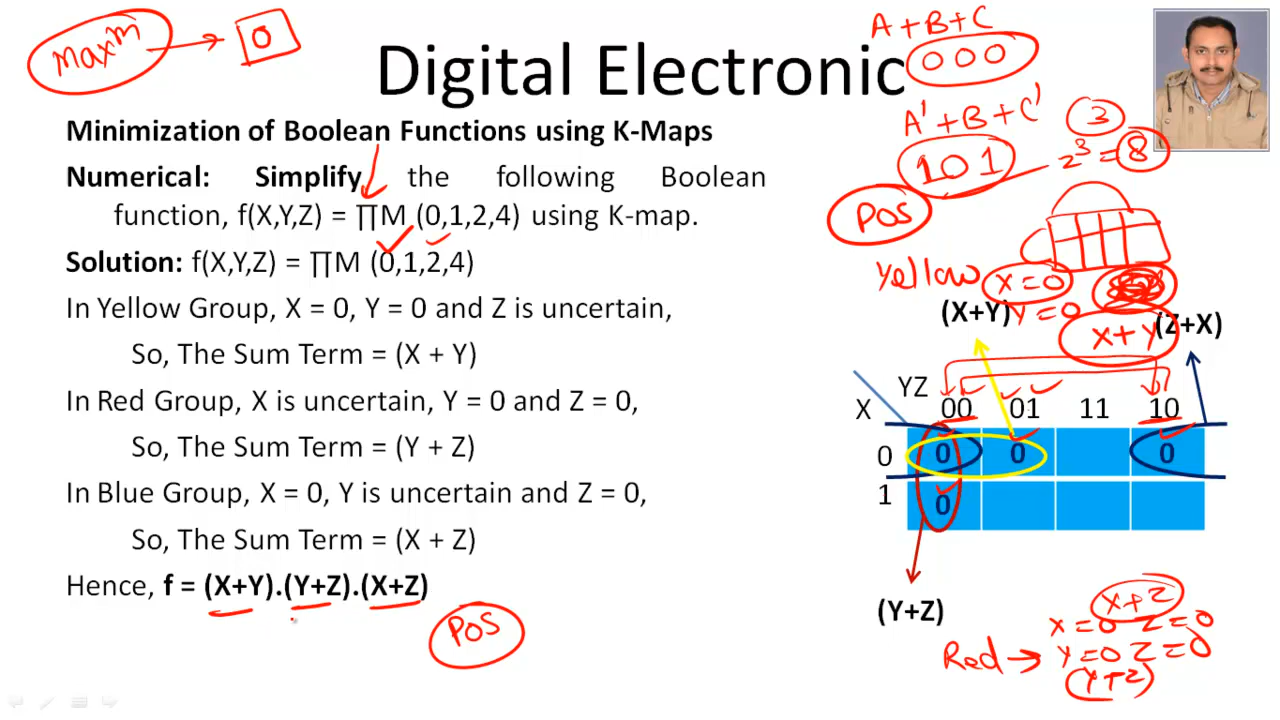 Maxᵐ → 0
Digital Electronic
A+B+C
000
A'+B+C'
101
3
2³=8
POS
Minimization of Boolean Functions using K-Maps
Numerical: Simplify the following Boolean
function, f(X,Y,Z) = ∏M (0,1,2,4) using K-map.
Solution: f(X,Y,Z) = ∏M (0,1,2,4)
In Yellow Group, X = 0, Y = 0 and Z is uncertain,
So, The Sum Term = (X + Y)
In Red Group, X is uncertain, Y = 0 and Z = 0,
So, The Sum Term = (Y + Z)
In Blue Group, X = 0, Y is uncertain and Z = 0,
So, The Sum Term = (X + Z)
Hence, f = (X+Y).(Y+Z).(X+Z)
POS
Yellow X=0
Y=0
X+Y
(X+Y) (Z+X)
YZ
X 00 01 11 10
0 0 0 0
1 0
(Y+Z)
X+Z
X=0 Z=0
Red → Y=0 Z=0
(Y+Z)